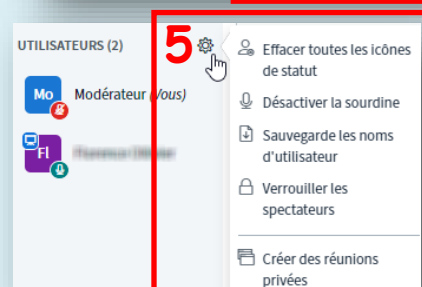 UTILISATEURS (2)
5
Mo
Modérateur (Vous)
Fl
Effacer toutes les icônes
de statut
Désactiver la sourdine
Sauvegarde les noms
d'utilisateur
Verrouiller les
spectateurs
Créer des réunions
privées